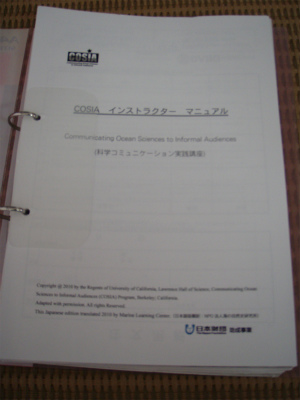 COSIA
COSIA インストラクター マニュアル
Communicating Ocean Sciences to Informal Audiences
(科学コミュニケーション実践講座)
Copyright @ 2010 by the Regents of University of California, Lawrence Hall of Science, Communicating Ocean
Sciences to Informal Audiences (COSIA) Program, Berkeley, California.
Adapted with permission. All rights Reserved.
This Japanese edition translated 2010 by Marine Learning Center
日本財団 助成事業